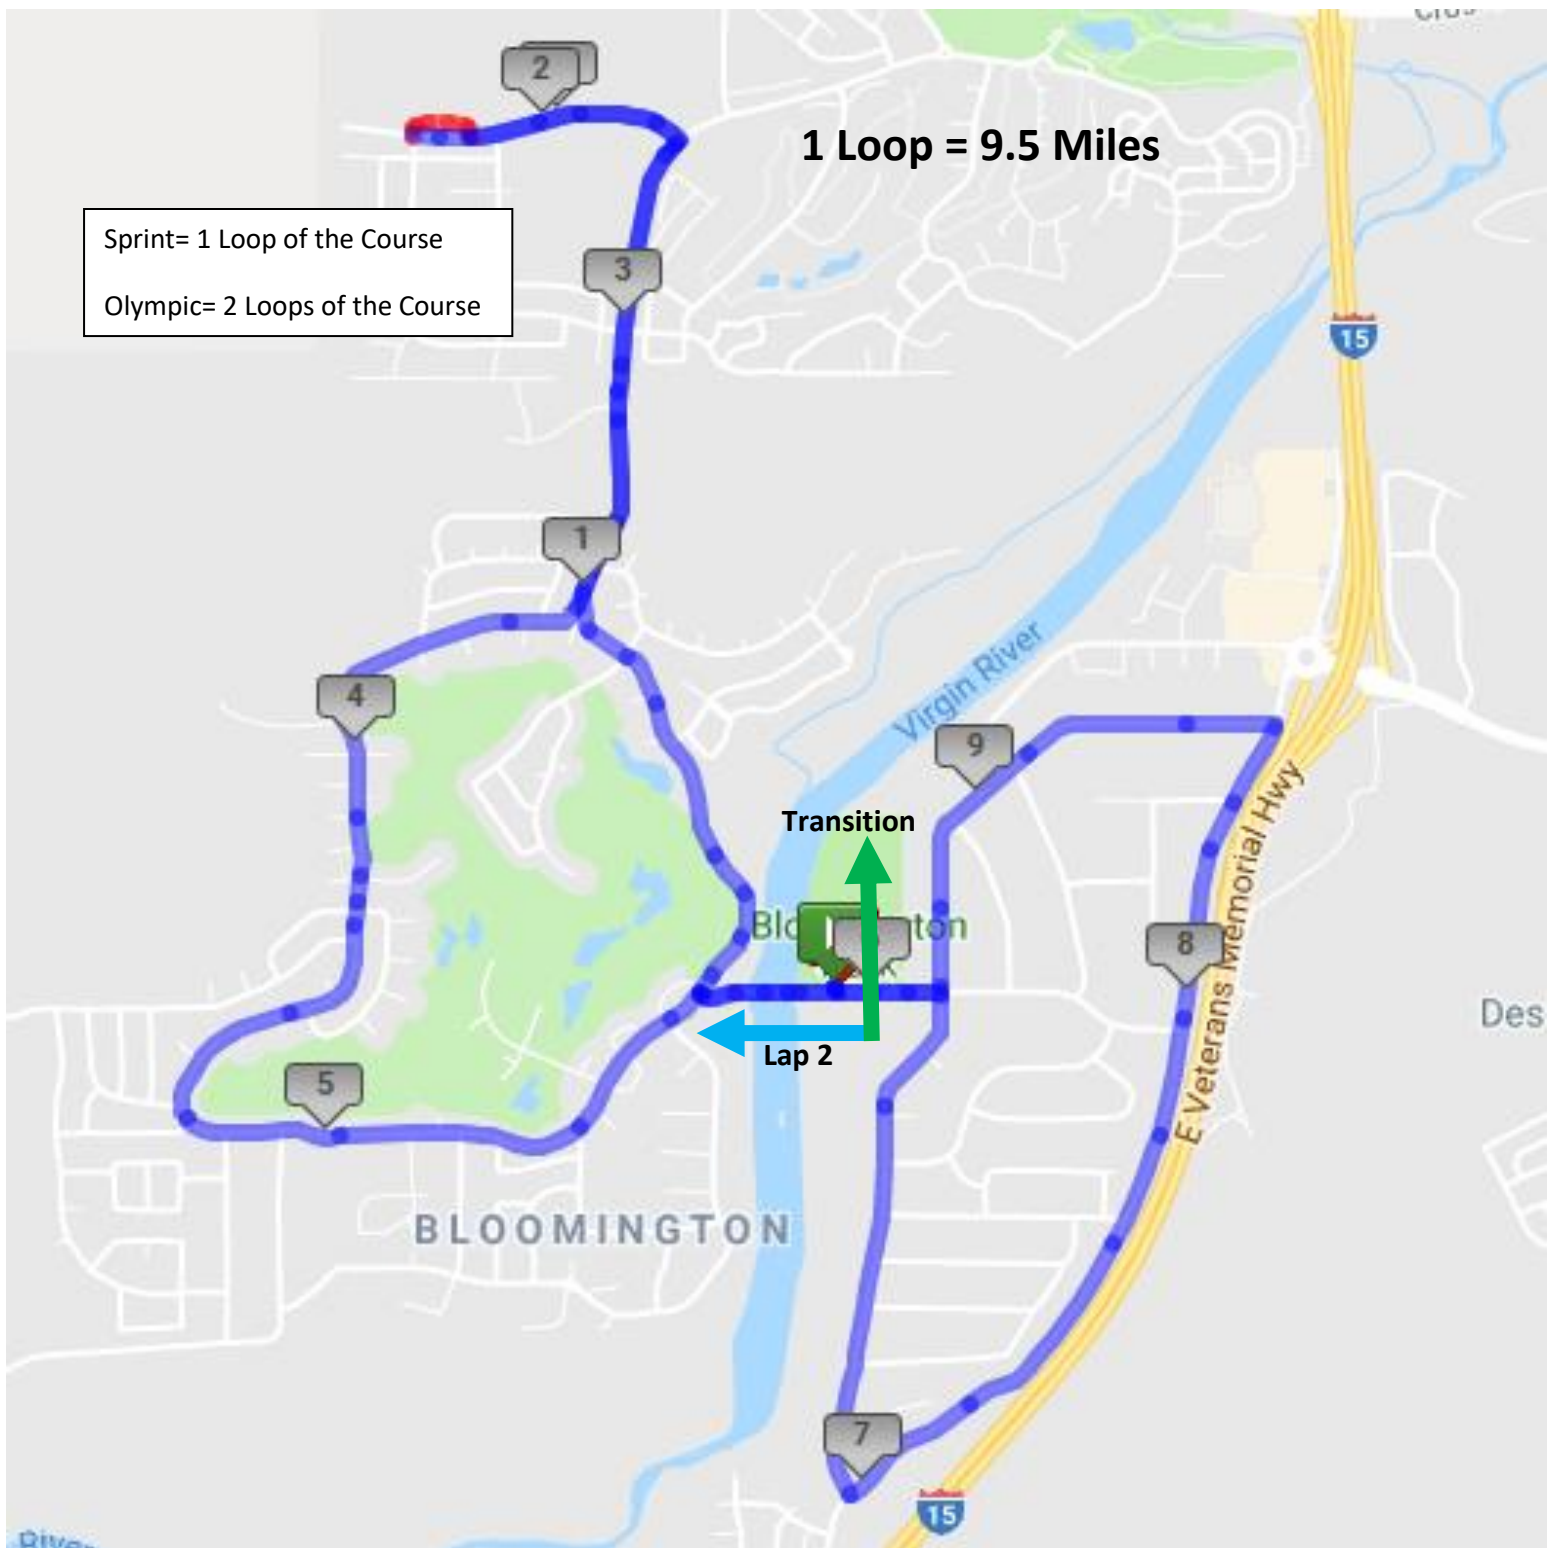 2
1 Loop = 9.5 Miles
Sprint= 1 Loop of the Course
Olympic= 2 Loops of the Course
3
15
1
Virgin River
4
9
Transition
E Veterans Memorial Hwy
8
Des
Lap 2
5
BLOOMINGTON
7
15
River